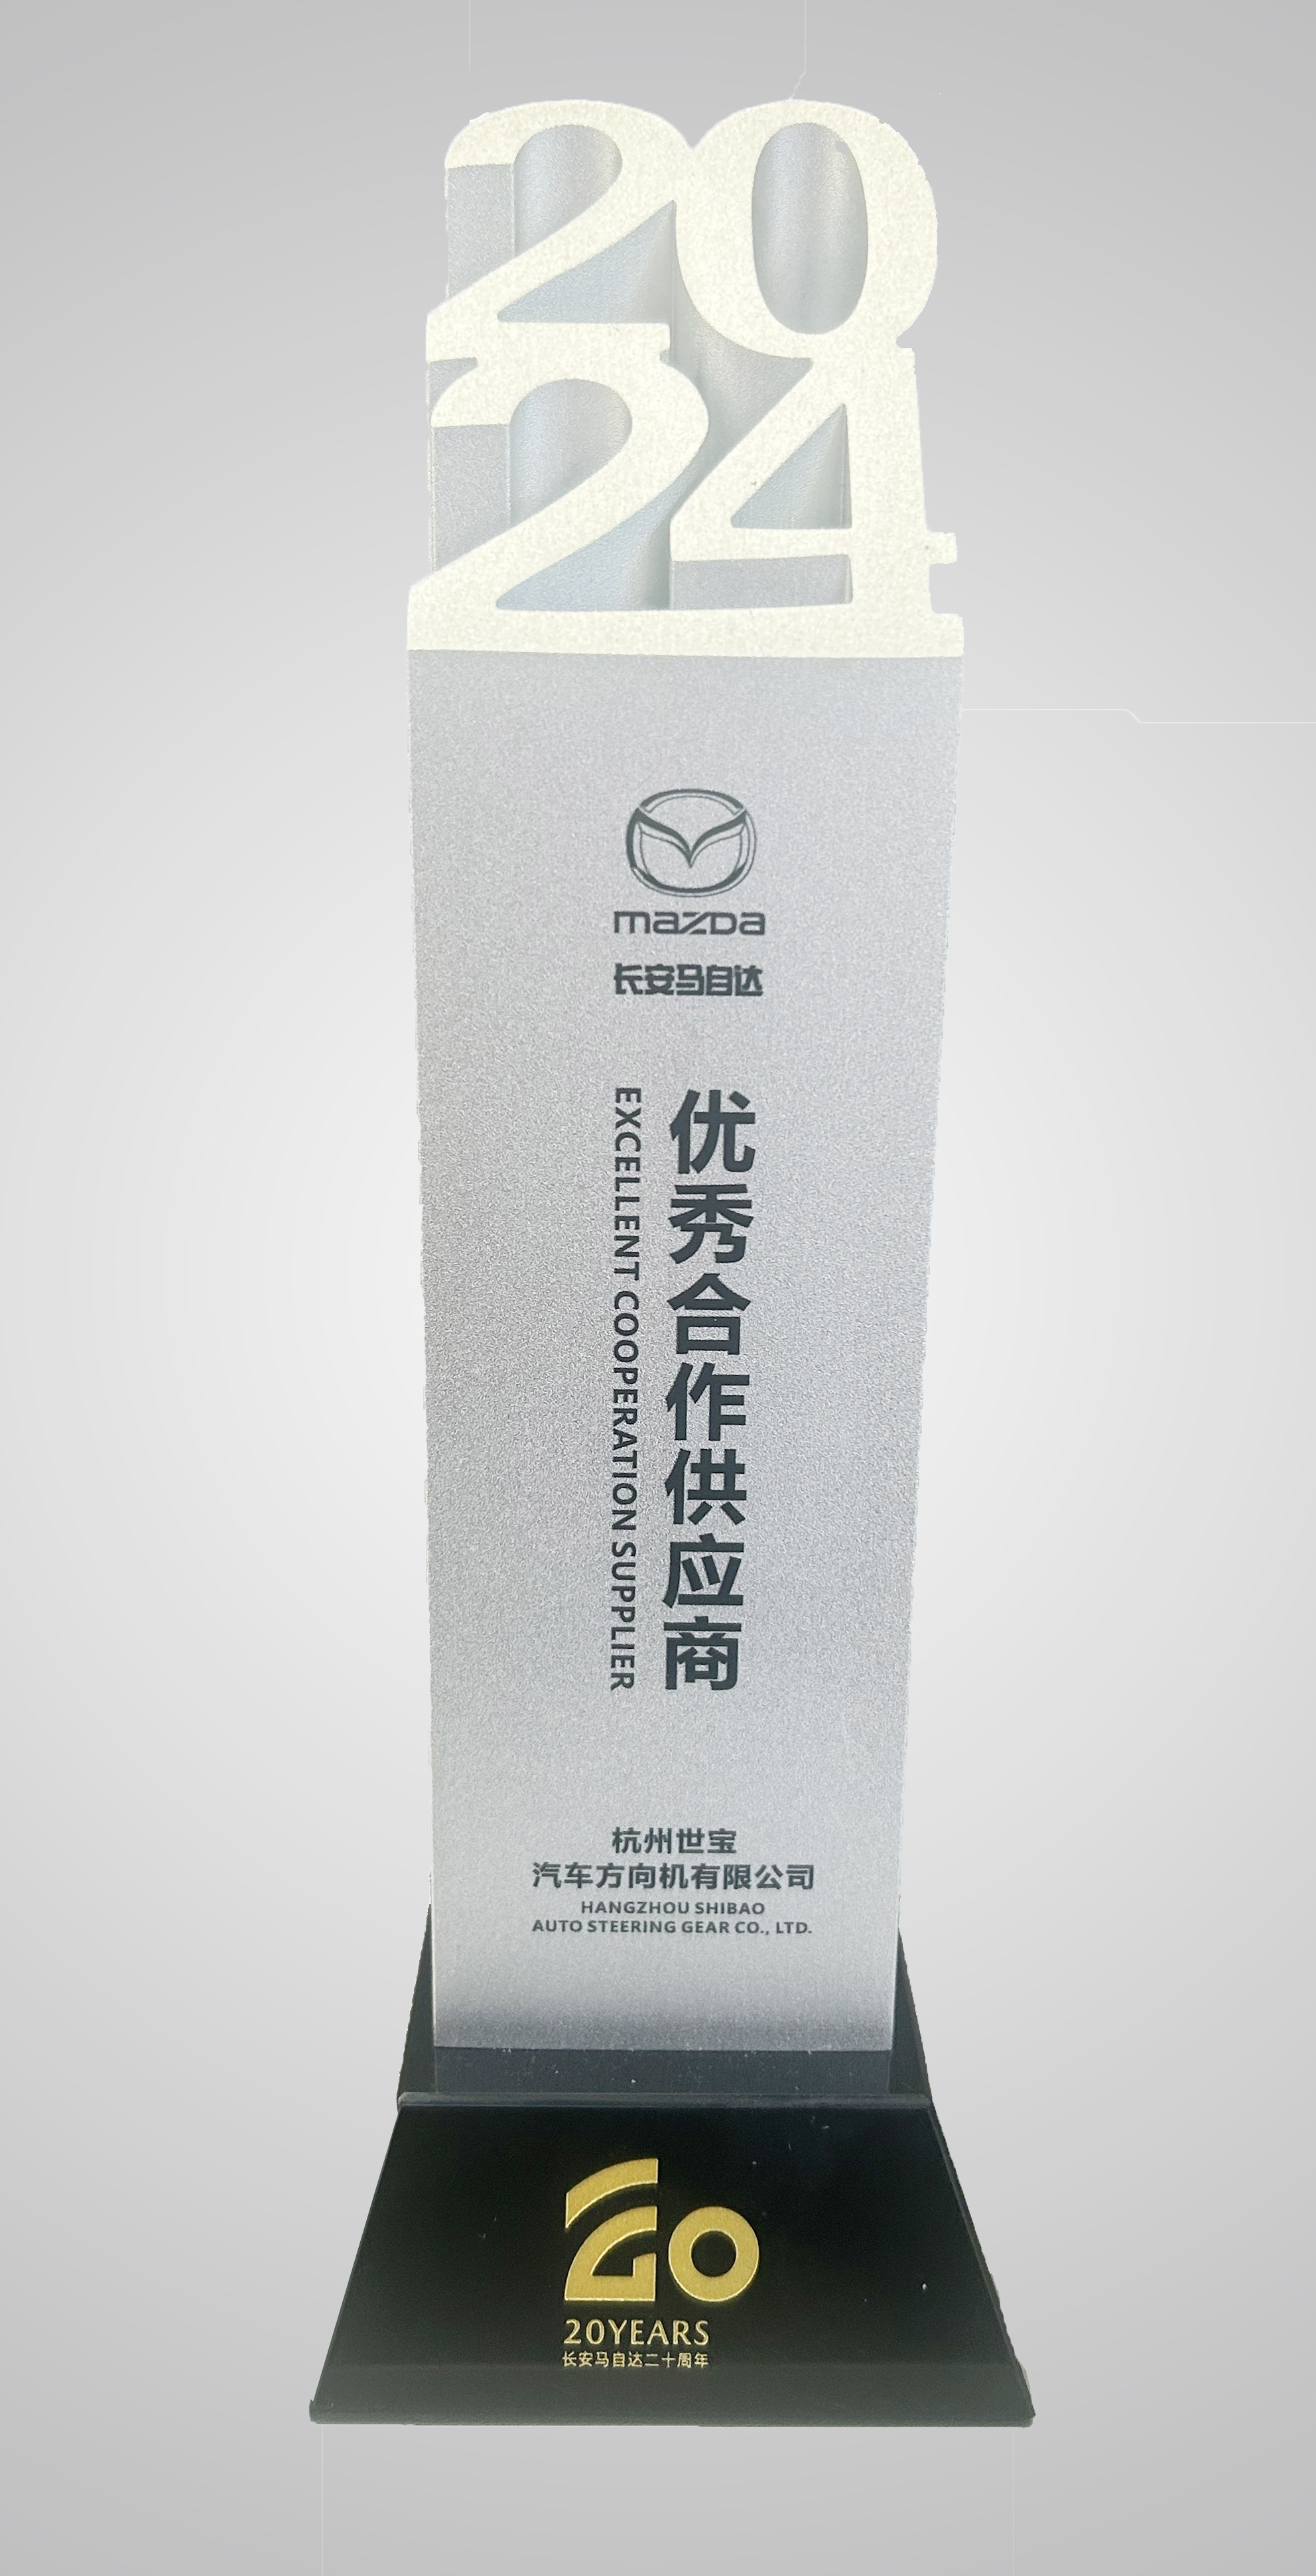 20
24
mazda
长安马自达
优秀合作供应商
EXCELLENT COOPERATION SUPPLIER
杭州世宝
汽车方向机有限公司
HANGZHOU SHIBAO
AUTO STEERING GEAR CO., LTD.
20
20YEARS
长安马自达二十周年